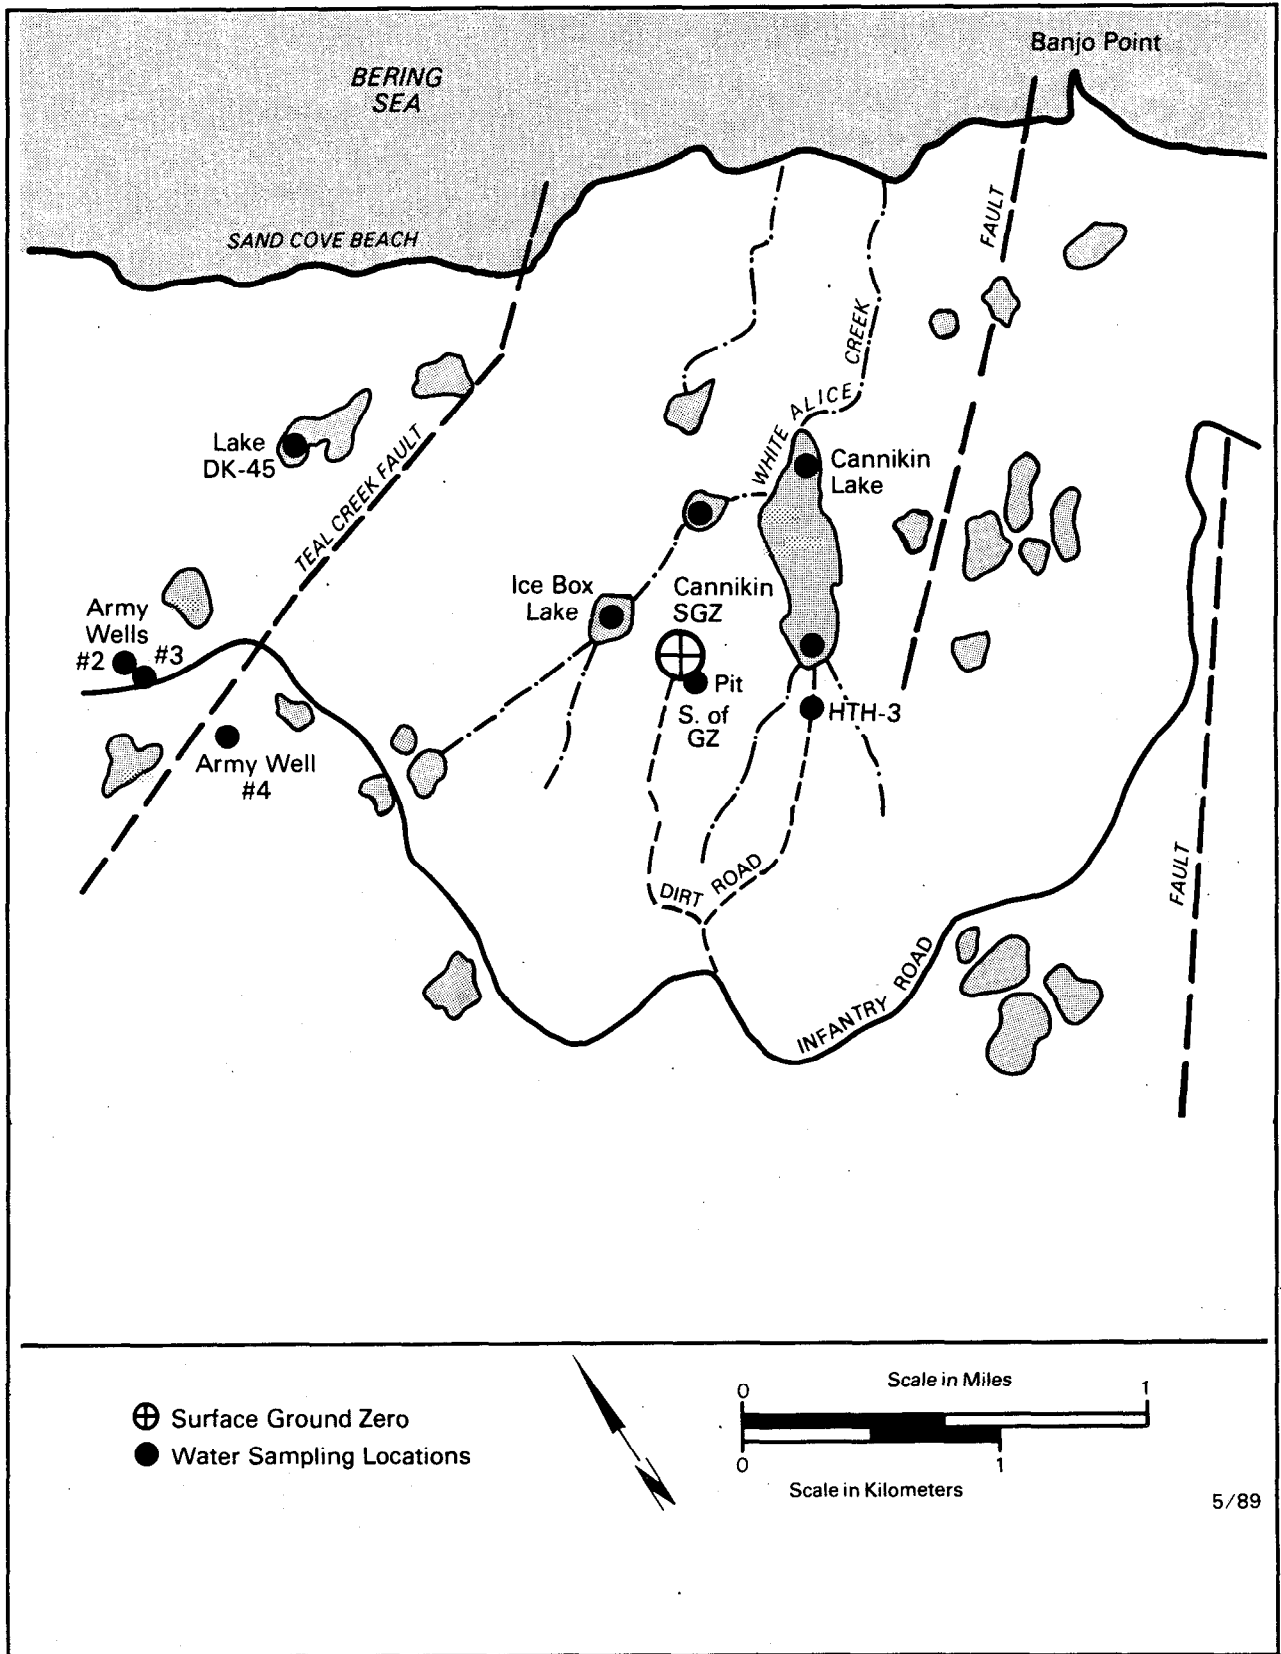 Banjo Point
BERING
SEA
SAND COVE BEACH
FAULT
WHITE ALICE CREEK
Lake
DK-45
TEAL CREEK FAULT
Cannikin
Lake
Ice Box
Lake
Cannikin
SGZ
Army
Wells
#2 #3
Pit
S. of
GZ
HTH-3
Army Well
#4
DIRT ROAD
FAULT
INFANTRY ROAD
Surface Ground Zero
Water Sampling Locations
N
Scale in Miles
0 1
0 1
Scale in Kilometers
5/89